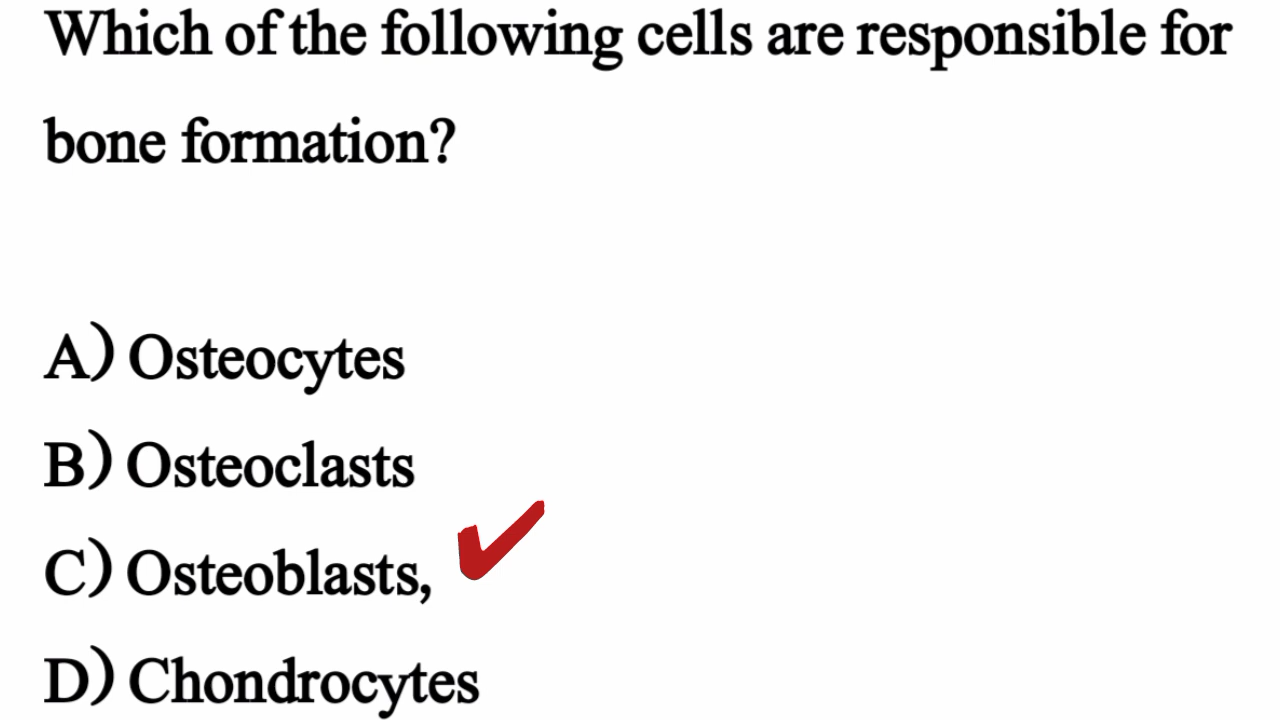 Which of the following cells are responsible for
bone formation?
A) Osteocytes
B) Osteoclasts
C) Osteoblasts,
D) Chondrocytes